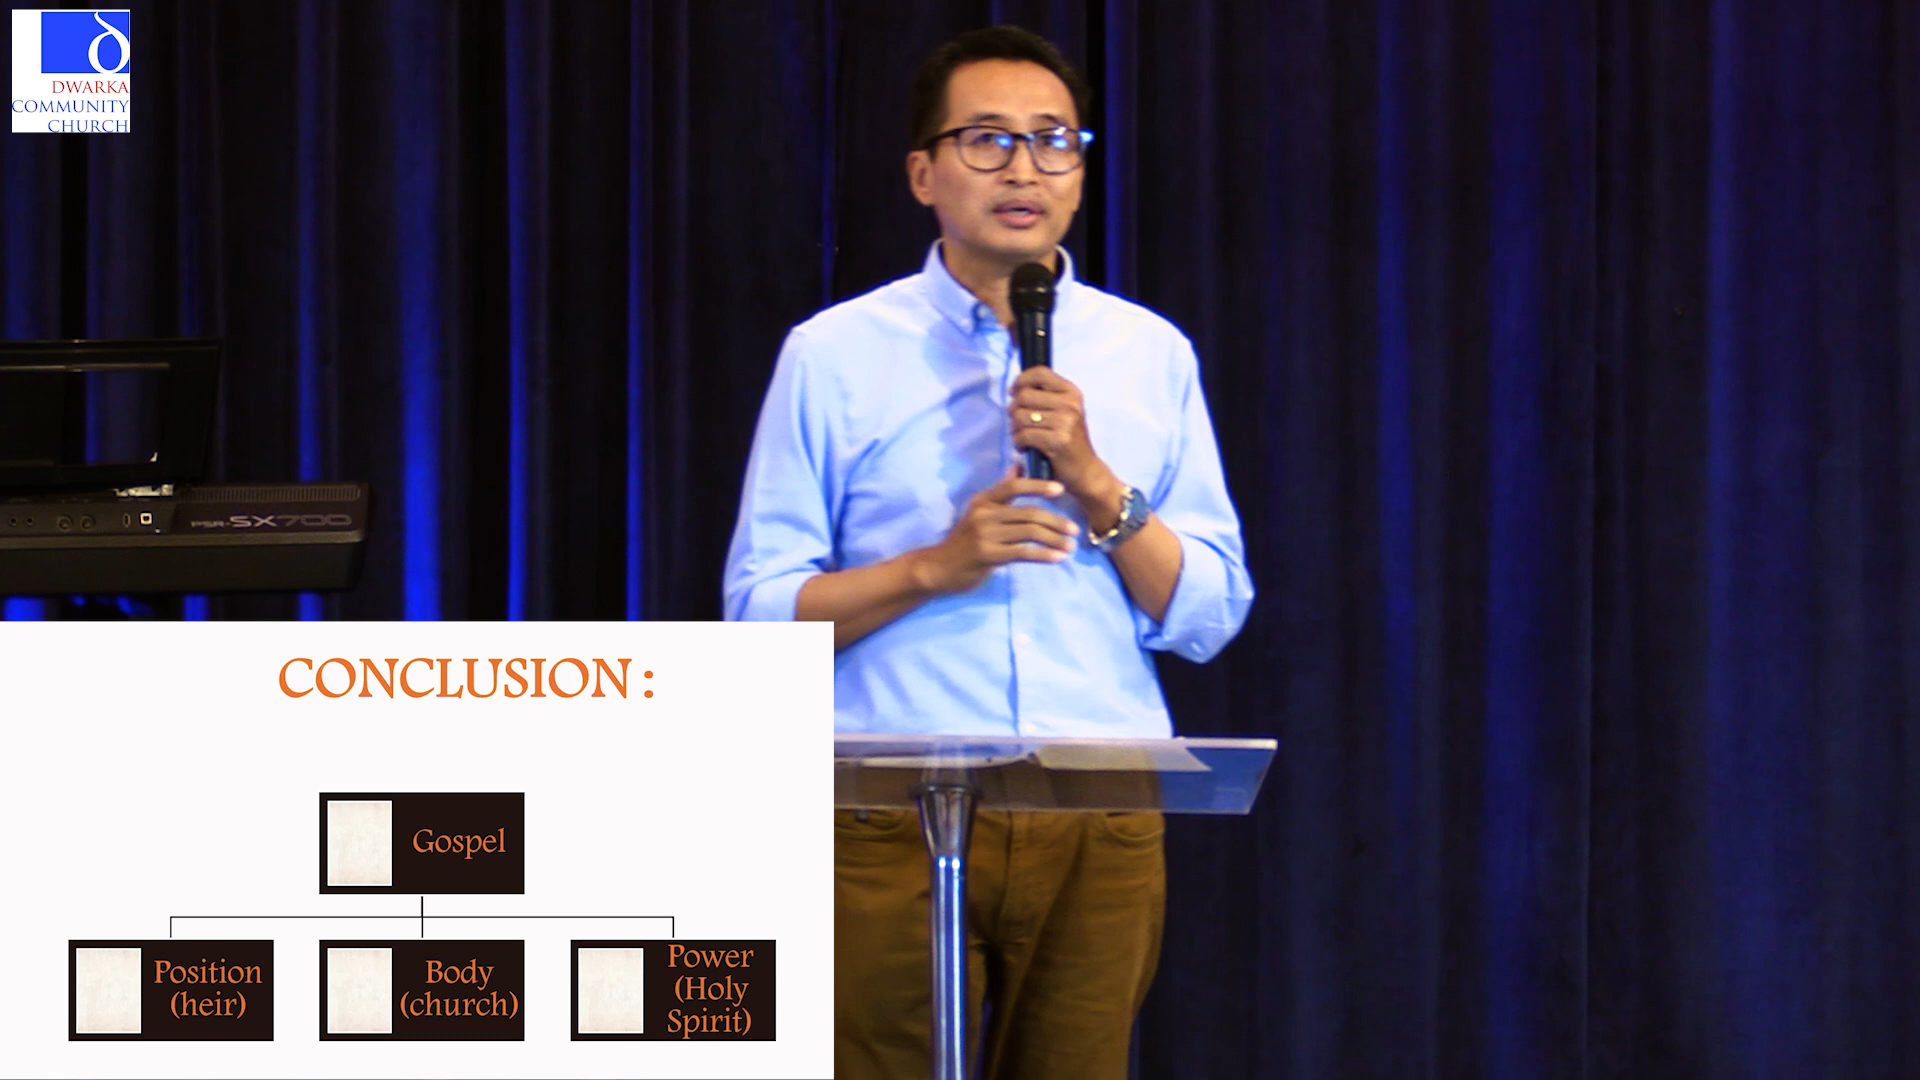 DWARKA
COMMUNITY
CHURCH
PSR-SX700
CONCLUSION :
Gospel
Position
(heir)
Body
(church)
Power
(Holy
Spirit)